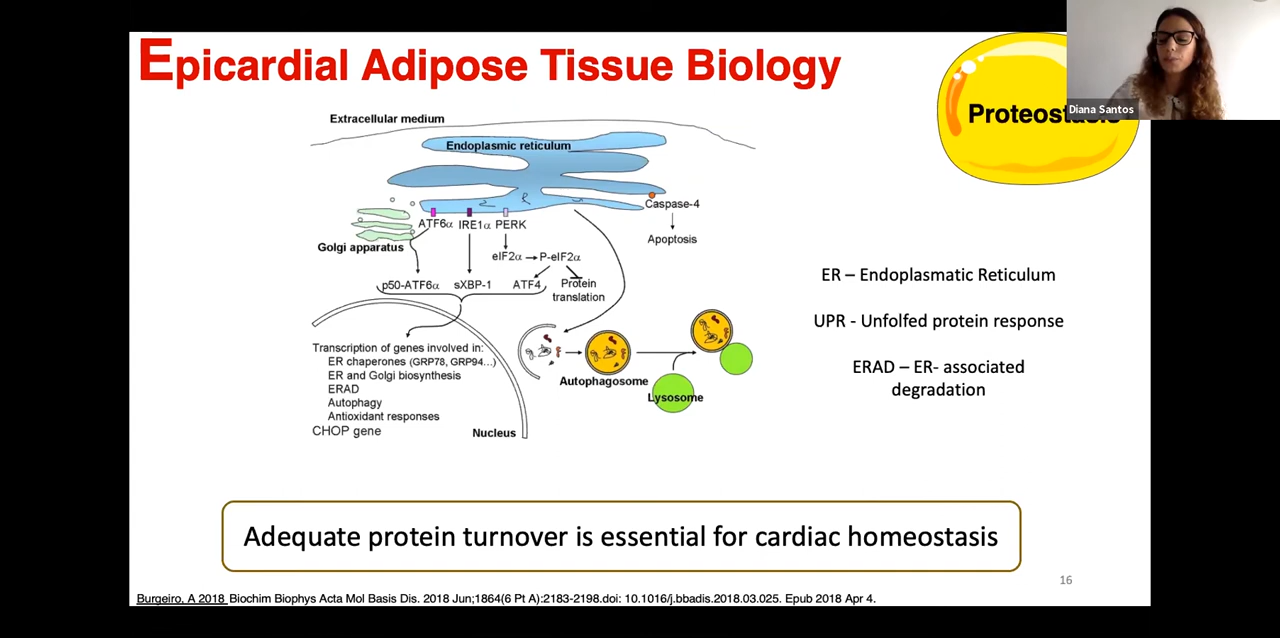 Epicardial Adipose Tissue Biology
Proteostasis
Diana Santos
Extracellular medium
Endoplasmic reticulum
Caspase-4
Apoptosis
ATF6α IRE1α PERK
Golgi apparatus
eIF2α P-eIF2α
p50-ATF6α sXBP-1 ATF4 Protein
translation
Transcription of genes involved in:
ER chaperones (GRP78, GRP94...)
ER and Golgi biosynthesis
ERAD
Autophagy
Antioxidant responses
CHOP gene
Nucleus
Autophagosome
Lysosome
ER – Endoplasmatic Reticulum
UPR - Unfolfed protein response
ERAD – ER- associated
degradation
Adequate protein turnover is essential for cardiac homeostasis
16
Burgeiro, A 2018 Biochim Biophys Acta Mol Basis Dis. 2018 Jun;1864(6 Pt A):2183-2198.doi: 10.1016/j.bbadis.2018.03.025. Epub 2018 Apr 4.